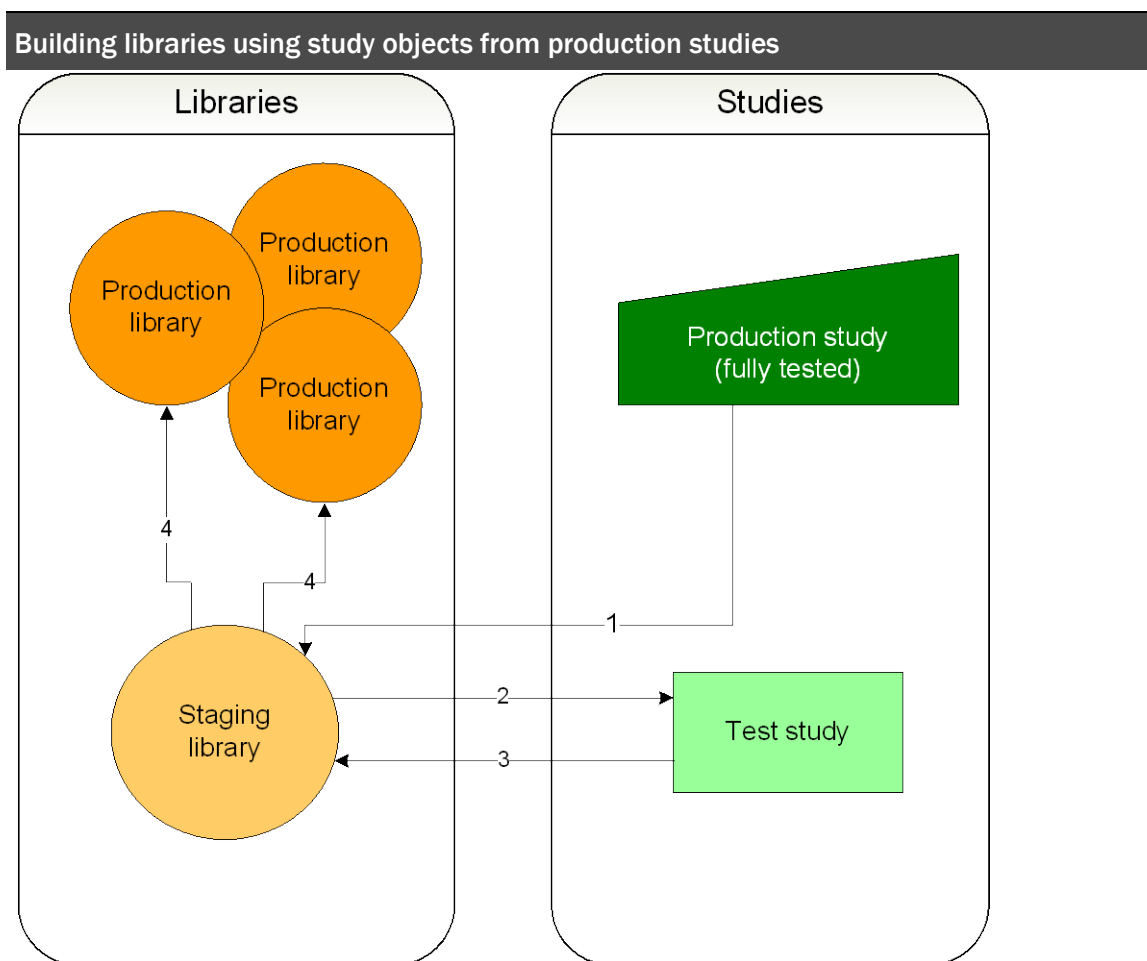 Building libraries using study objects from production studies
Libraries
Studies
Production
library
Production
library
Production
library
Production study
(fully tested)
4
4
1
2
3
Staging
library
Test study